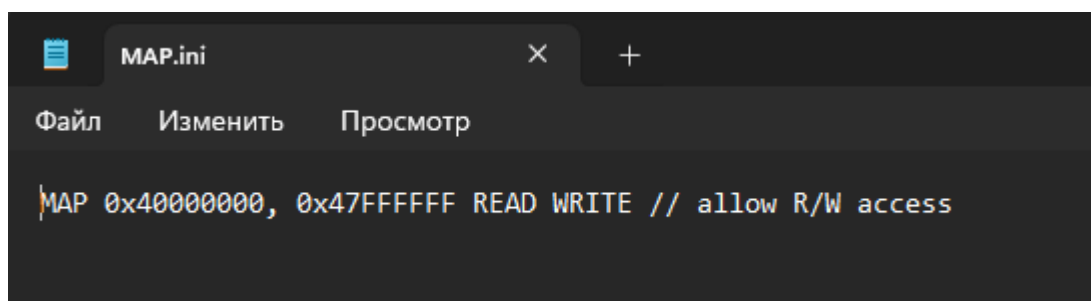 MAP.ini
Файл Изменить Просмотр
MAP 0x40000000, 0x47FFFFFF READ WRITE // allow R/W access